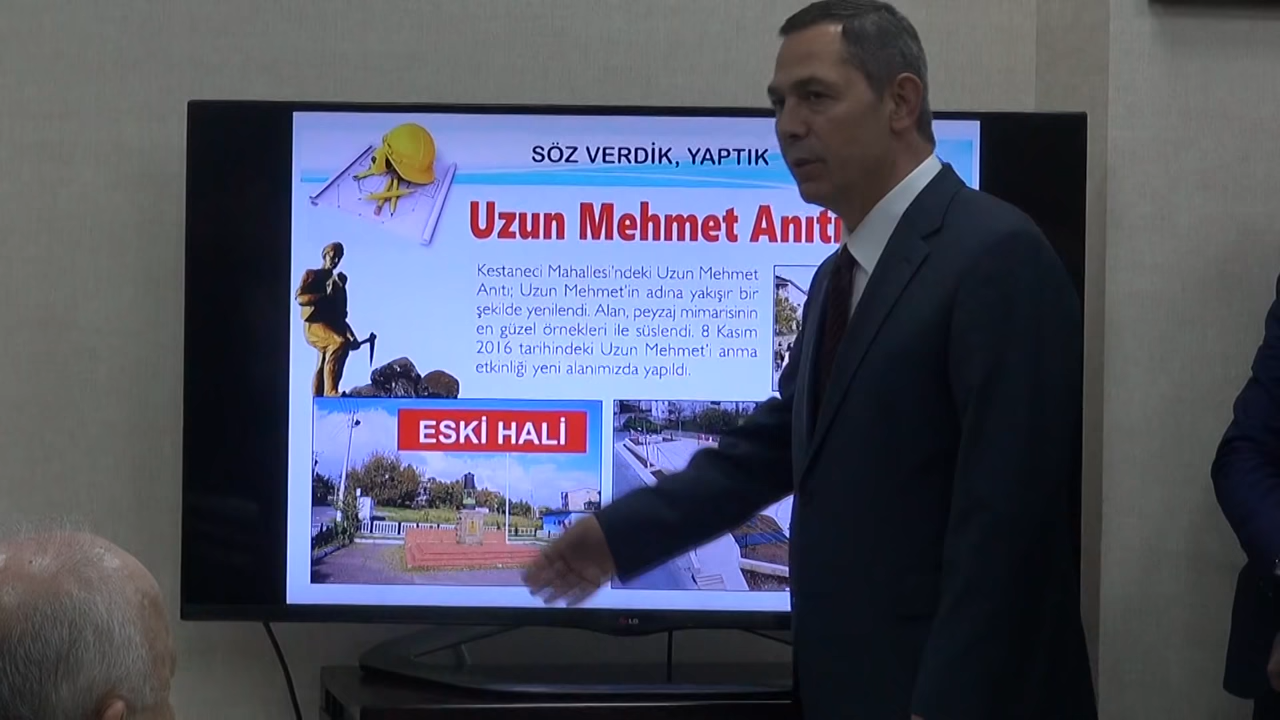 SÖZ VERDİK, YAPTIK
Uzun Mehmet Anıtı
Kestaneci Mahallesi'ndeki Uzun Mehmet
Anıtı; Uzun Mehmet'in adına yakışır bir
şekilde yenilendi. Alan, peyzaj mimarisinin
en güzel örnekleri ile süslendi. 8 Kasım
2016 tarihindeki Uzun Mehmet'i anma
etkinliği yeni alanımızda yapıldı.
ESKİ HALİ
LG